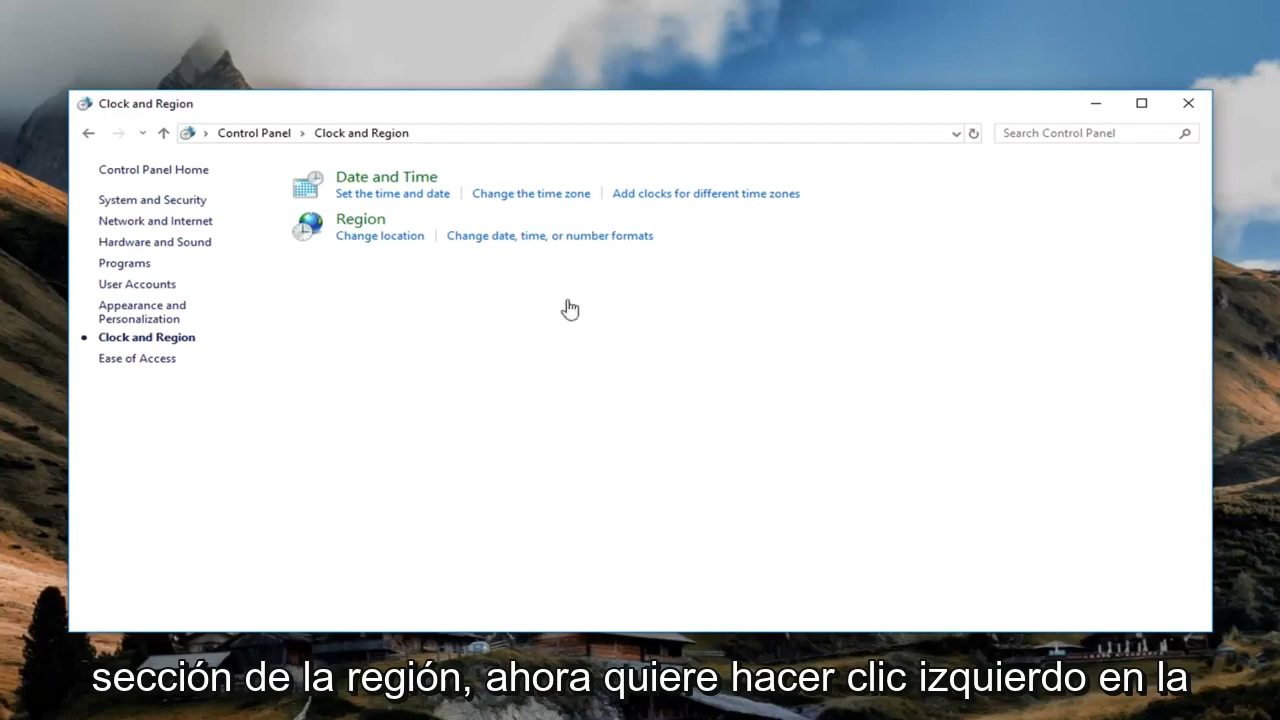 Clock and Region
Control Panel > Clock and Region
Search Control Panel
Control Panel Home
System and Security
Network and Internet
Hardware and Sound
Programs
User Accounts
Appearance and
Personalization
Clock and Region
Ease of Access
Date and Time
Set the time and date | Change the time zone | Add clocks for different time zones
Region
Change location | Change date, time, or number formats
sección de la región, ahora quiere hacer clic izquierdo en la